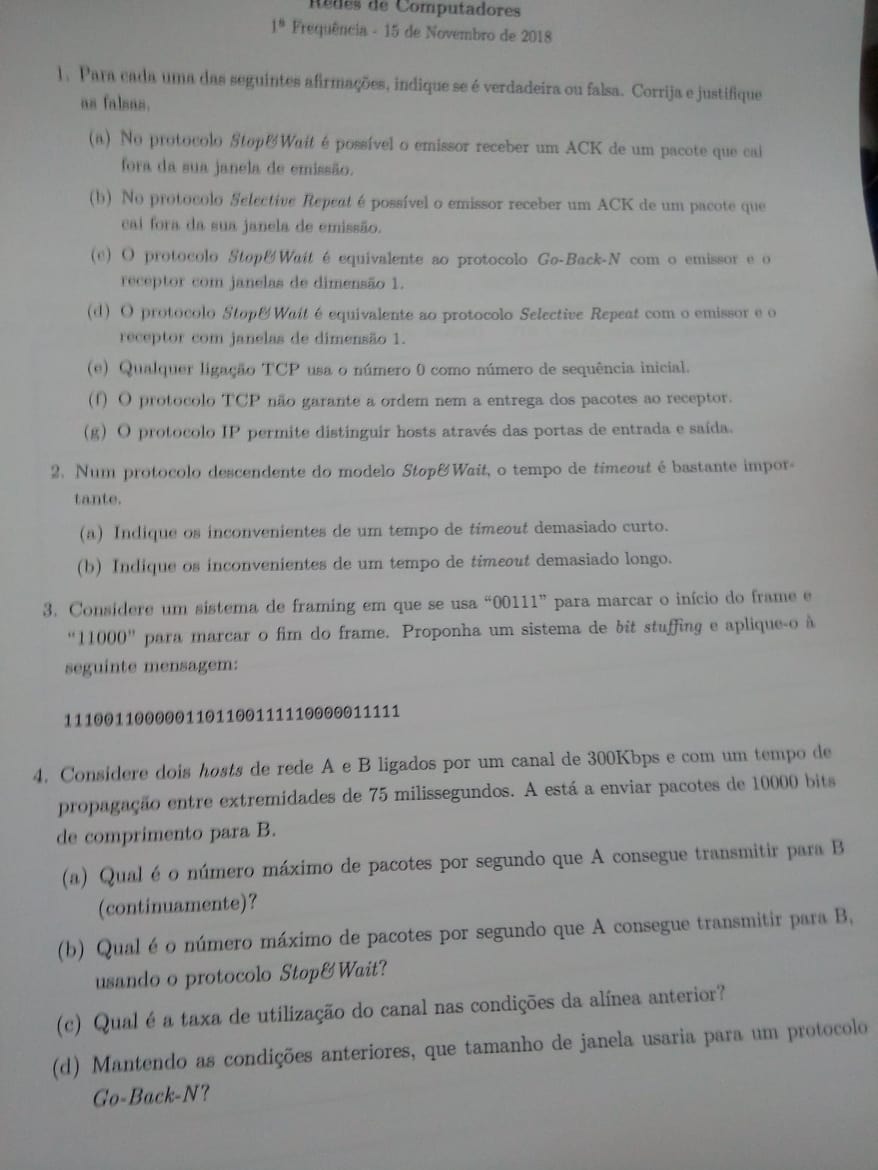 Redes de Computadores
1ª Frequência - 15 de Novembro de 2018
1. Para cada uma das seguintes afirmações, indique se é verdadeira ou falsa. Corrija e justifique
as falsas.
(a) No protocolo Stop&Wait é possível o emissor receber um ACK de um pacote que cai
fora da sua janela de emissão.
(b) No protocolo Selective Repeat é possível o emissor receber um ACK de um pacote que
cai fora da sua janela de emissão.
(c) O protocolo Stop&Wait é equivalente ao protocolo Go-Back-N com o emissor e o
receptor com janelas de dimensão 1.
(d) O protocolo Stop&Wait é equivalente ao protocolo Selective Repeat com o emissor e o
receptor com janelas de dimensão 1.
(e) Qualquer ligação TCP usa o número 0 como número de sequência inicial.
(f) O protocolo TCP não garante a ordem nem a entrega dos pacotes ao receptor.
(g) O protocolo IP permite distinguir hosts através das portas de entrada e saída.
2. Num protocolo descendente do modelo Stop&Wait, o tempo de timeout é bastante impor-
tante.
(a) Indique os inconvenientes de um tempo de timeout demasiado curto.
(b) Indique os inconvenientes de um tempo de timeout demasiado longo.
3. Considere um sistema de framing em que se usa “00111” para marcar o início do frame e
“11000” para marcar o fim do frame. Proponha um sistema de bit stuffing e aplique-o à
seguinte mensagem:
11100110000011011001111110000011111
4. Considere dois hosts de rede A e B ligados por um canal de 300Kbps e com um tempo de
propagação entre extremidades de 75 milissegundos. A está a enviar pacotes de 10000 bits
de comprimento para B.
(a) Qual é o número máximo de pacotes por segundo que A consegue transmitir para B
(continuamente)?
(b) Qual é o número máximo de pacotes por segundo que A consegue transmitir para B,
usando o protocolo Stop&Wait?
(c) Qual é a taxa de utilização do canal nas condições da alínea anterior?
(d) Mantendo as condições anteriores, que tamanho de janela usaria para um protocolo
Go-Back-N?